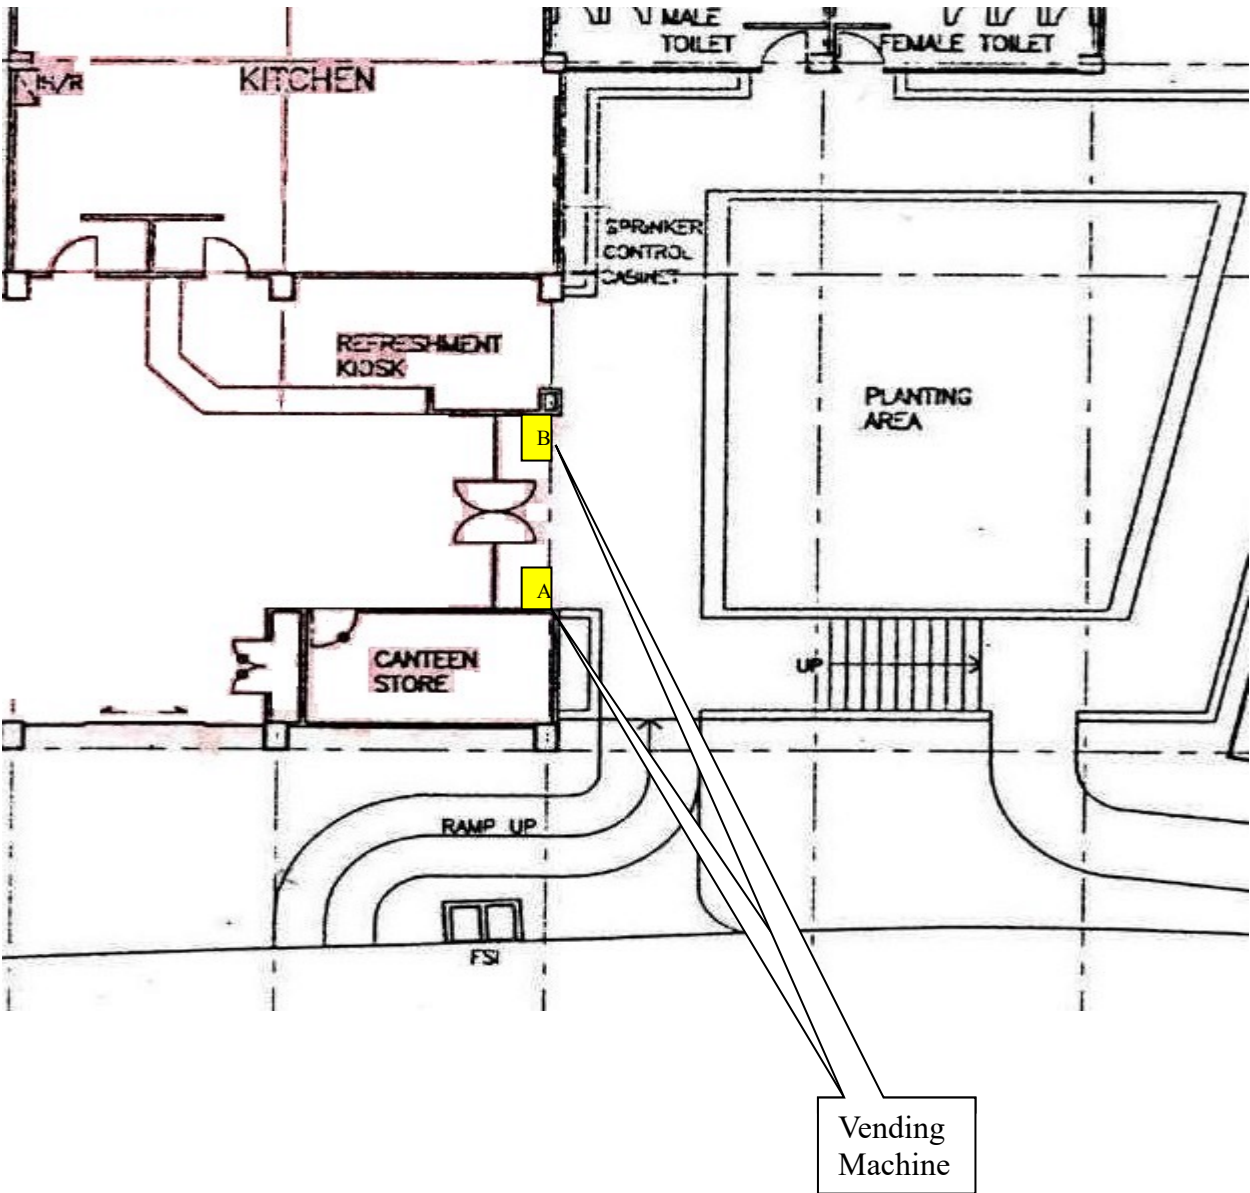 MALE
TOILET
FEMALE TOILET
H/R
KITCHEN
SPRINKER
CONTROL
CABINET
REFRESHMENT
KIOSK
PLANTING
AREA
B
A
CANTEEN
STORE
UP
RAMP UP
FSI
Vending
Machine